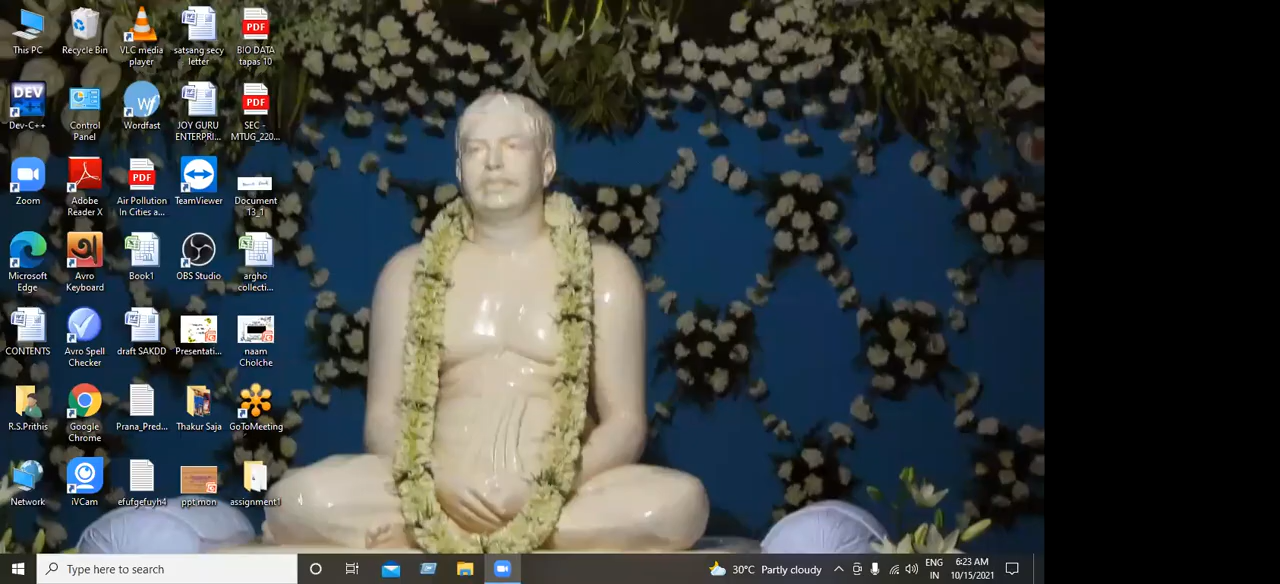 This PC
Recycle Bin
VLC media
player
satsang secy
letter
PDF
BIO DATA
tapas 10
DEV
C++
Dev-C++
Control
Panel
Wf
Wordfast
JOY GURU
ENTERPRI...
PDF
SEC -
MTUG_220...
Zoom
Adobe
Reader X
PDF
Air Pollution
In Cities a...
TeamViewer
Document
13_1
Microsoft
Edge
অ
Avro
Keyboard
Book1
OBS Studio
argho
collecti...
CONTENTS
Avro Spell
Checker
draft SAKDD
Presentati...
naam
Cholche
R.S.Prithis
Google
Chrome
Prana_Pred...
Thakur Saja
GoToMeeting
Network
iVCam
efufgefuyh4
ppt mon
assignment1
Type here to search
30°C Partly cloudy
ENG
IN
6:23 AM
10/15/2021